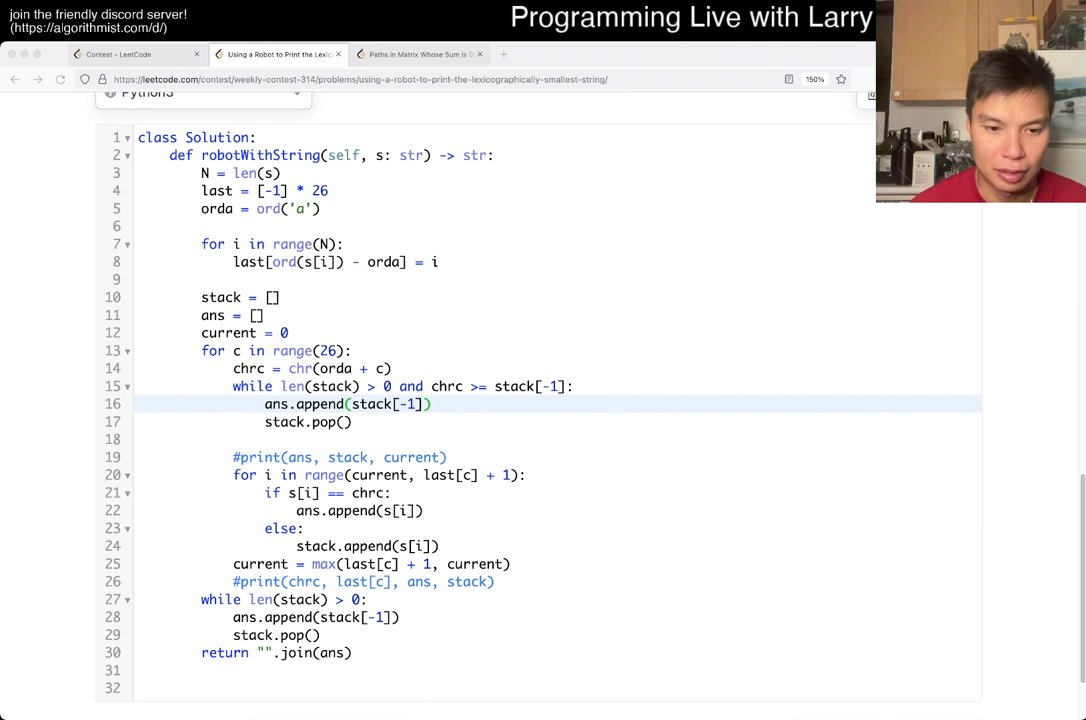 join the friendly discord server!
(https://algorithmist.com/d/)
Programming Live with Larry
Contest - LeetCode
Using a Robot to Print the Lexic
Paths in Matrix Whose Sum Is D
https://leetcode.com/contest/weekly-contest-314/problems/using-a-robot-to-print-the-lexicographically-smallest-string/
150%
Python3
1 class Solution:
2 def robotWithString(self, s: str) -> str:
3 N = len(s)
4 last = [-1] * 26
5 orda = ord('a')
6
7 for i in range(N):
8 last[ord(s[i]) - orda] = i
9
10 stack = []
11 ans = []
12 current = 0
13 for c in range(26):
14 chrc = chr(orda + c)
15 while len(stack) > 0 and chrc >= stack[-1]:
16 ans.append(stack[-1])
17 stack.pop()
18
19 #print(ans, stack, current)
20 for i in range(current, last[c] + 1):
21 if s[i] == chrc:
22 ans.append(s[i])
23 else:
24 stack.append(s[i])
25 current = max(last[c] + 1, current)
26 #print(chrc, last[c], ans, stack)
27 while len(stack) > 0:
28 ans.append(stack[-1])
29 stack.pop()
30 return "".join(ans)
31
32